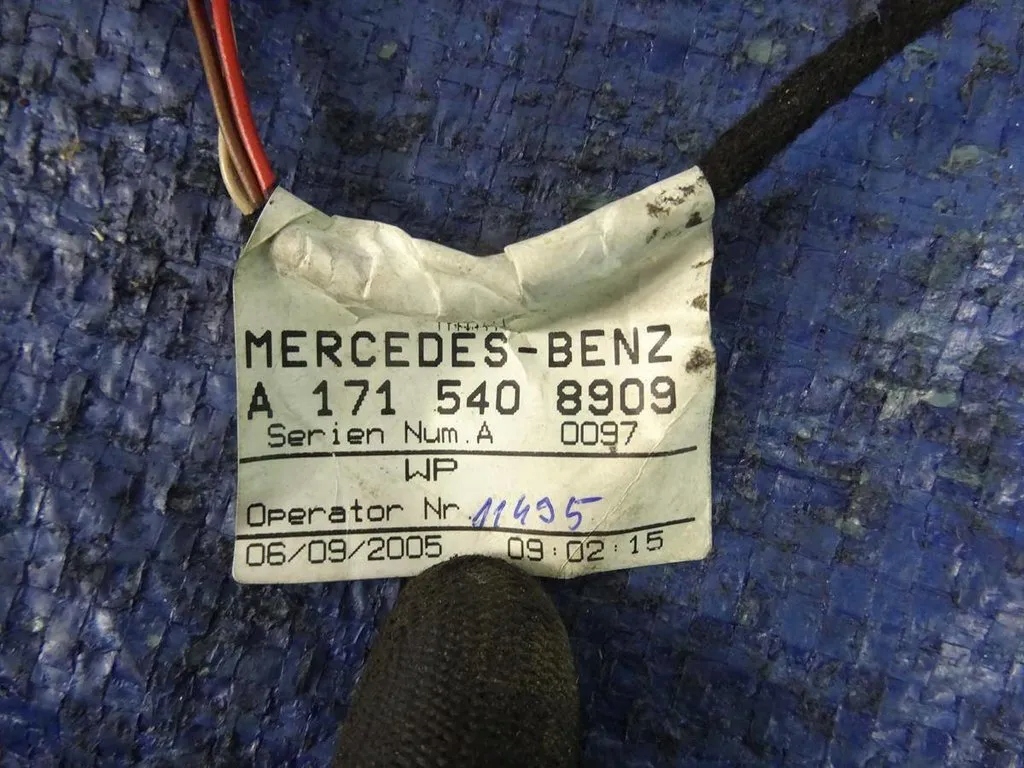 MERCEDES-BENZ
A 171 540 8909
Serien Num.A 0097
WP
Operator Nr 11495
06/09/2005 09:02:15